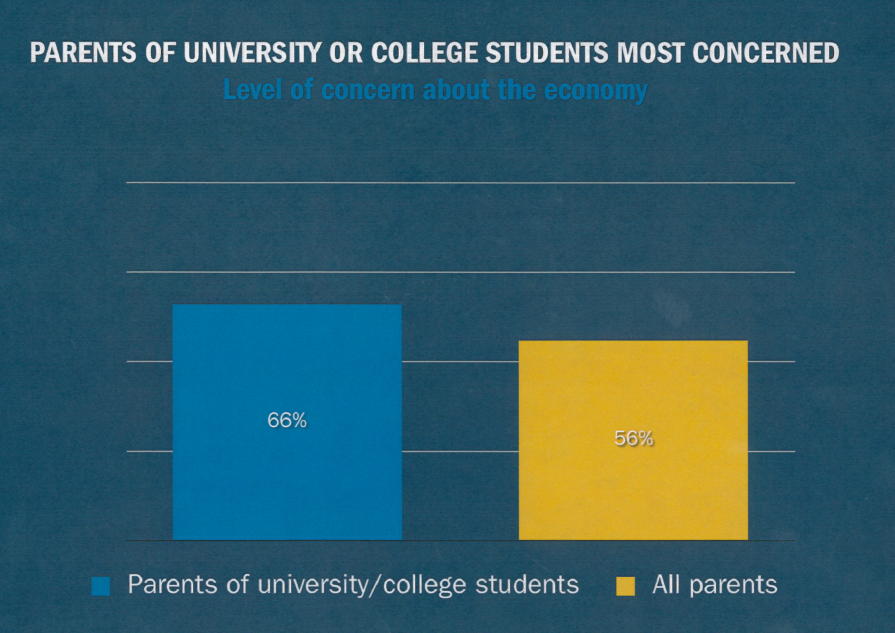 PARENTS OF UNIVERSITY OR COLLEGE STUDENTS MOST CONCERNED
Level of concern about the economy
66%
56%
Parents of university/college students
All parents